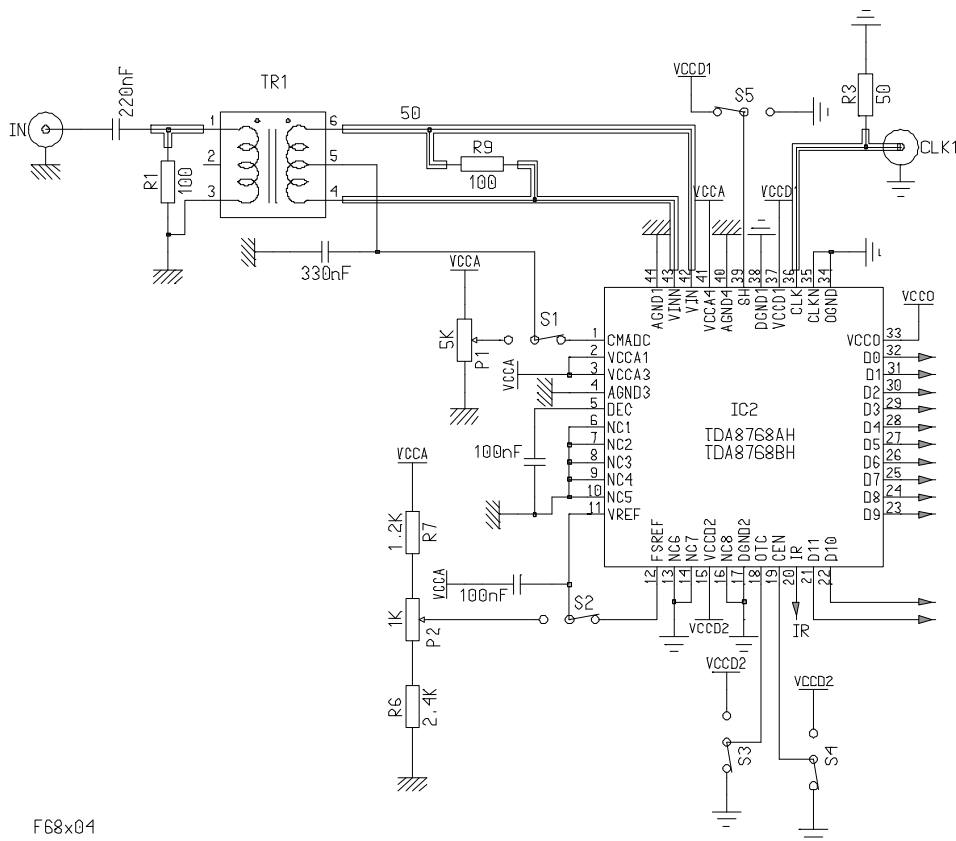 IN
220nF
R1
100
TR1
1
2
3
6
5
4
50
R9
100
330nF
VCCD1
S5
R3
50
CLK1
VCCA
VCCD1
44
43
42
41
40
39
38
37
36
35
34
AGND1
VINN
VIN
VCCA4
AGND4
SH
DGND1
VCCD1
CLK
CLKN
OGND
VCCA
5K
P1
S1
VCCA
1
2
3
4
5
6
7
8
9
10
11
CMADC
VCCA1
VCCA3
AGND3
DEC
NC1
NC2
NC3
NC4
NC5
VREF
100nF
IC2
TDA8768AH
TDA8768BH
VCCO
VCCO 33
D0 32
D1 31
D2 30
D3 29
D4 28
D5 27
D6 26
D7 25
D8 24
D9 23
VCCA
1.2K
R7
1K
P2
R6
2.4K
VCCA
100nF
S2
FSREF
NC6
NC7
VCCD2
NC8
DGND2
OTC
CEN
IR
D11
D10
12
13
14
15
16
17
18
19
20
21
22
VCCD2
IR
VCCD2
S3
VCCD2
S4
F68x04